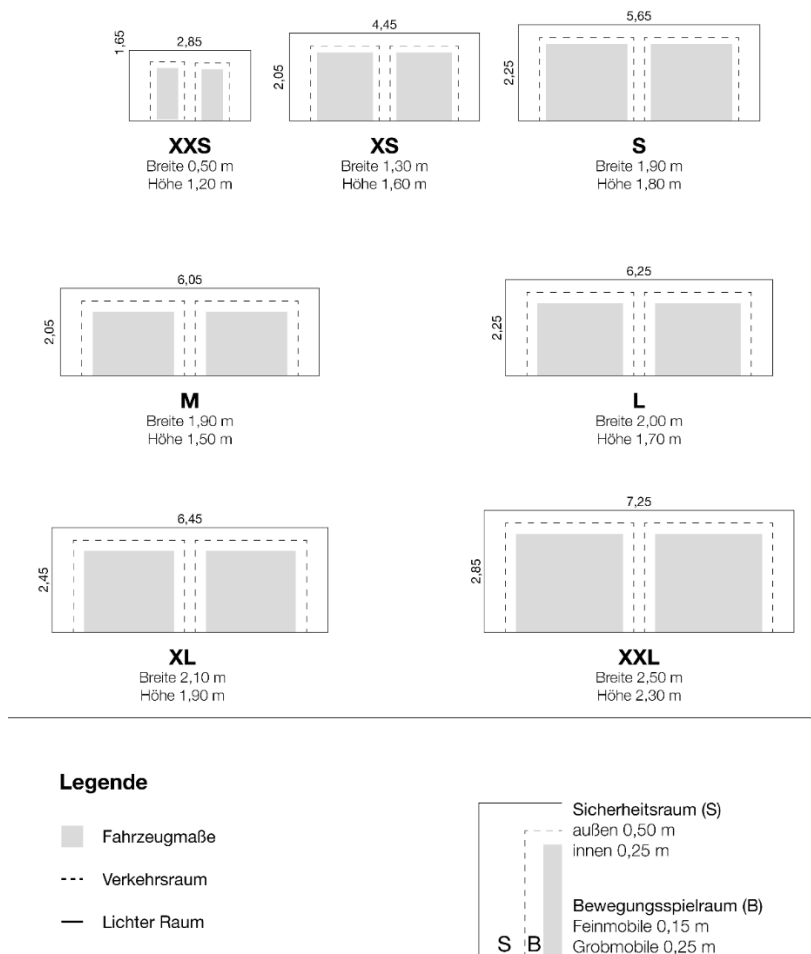 1,65
2,85
XXS
Breite 0,50 m
Höhe 1,20 m
4,45
2,05
XS
Breite 1,30 m
Höhe 1,60 m
5,65
2,25
S
Breite 1,90 m
Höhe 1,80 m
6,05
2,05
M
Breite 1,90 m
Höhe 1,50 m
6,25
2,25
L
Breite 2,00 m
Höhe 1,70 m
6,45
2,45
XL
Breite 2,10 m
Höhe 1,90 m
7,25
2,85
XXL
Breite 2,50 m
Höhe 2,30 m
Legende
Fahrzeugmaße
Verkehrsraum
Lichter Raum
Sicherheitsraum (S)
außen 0,50 m
innen 0,25 m
Bewegungsspielraum (B)
Feinmobile 0,15 m
Grobmobile 0,25 m
S B